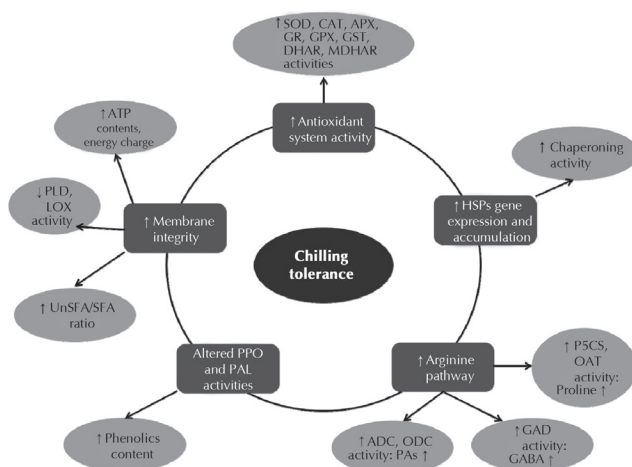 ↑ SOD, CAT, APX,
GR, GPX, GST,
DHAR, MDHAR
activities
↑ Antioxidant
system activity
↑ ATP
contents,
energy charge
↓ PLD,
LOX
activity
↑ Membrane
integrity
↑ UnSFA/SFA
ratio
↑ Chaperoning
activity
↑ HSPs gene
expression and
accumulation
Chilling
tolerance
Altered PPO
and PAL
activities
↑ Phenolics
content
↑ Arginine
pathway
↑ P5CS,
OAT
activity:
Proline ↑
↑ ADC, ODC
activity: PAs ↑
↑ GAD
activity:
GABA ↑